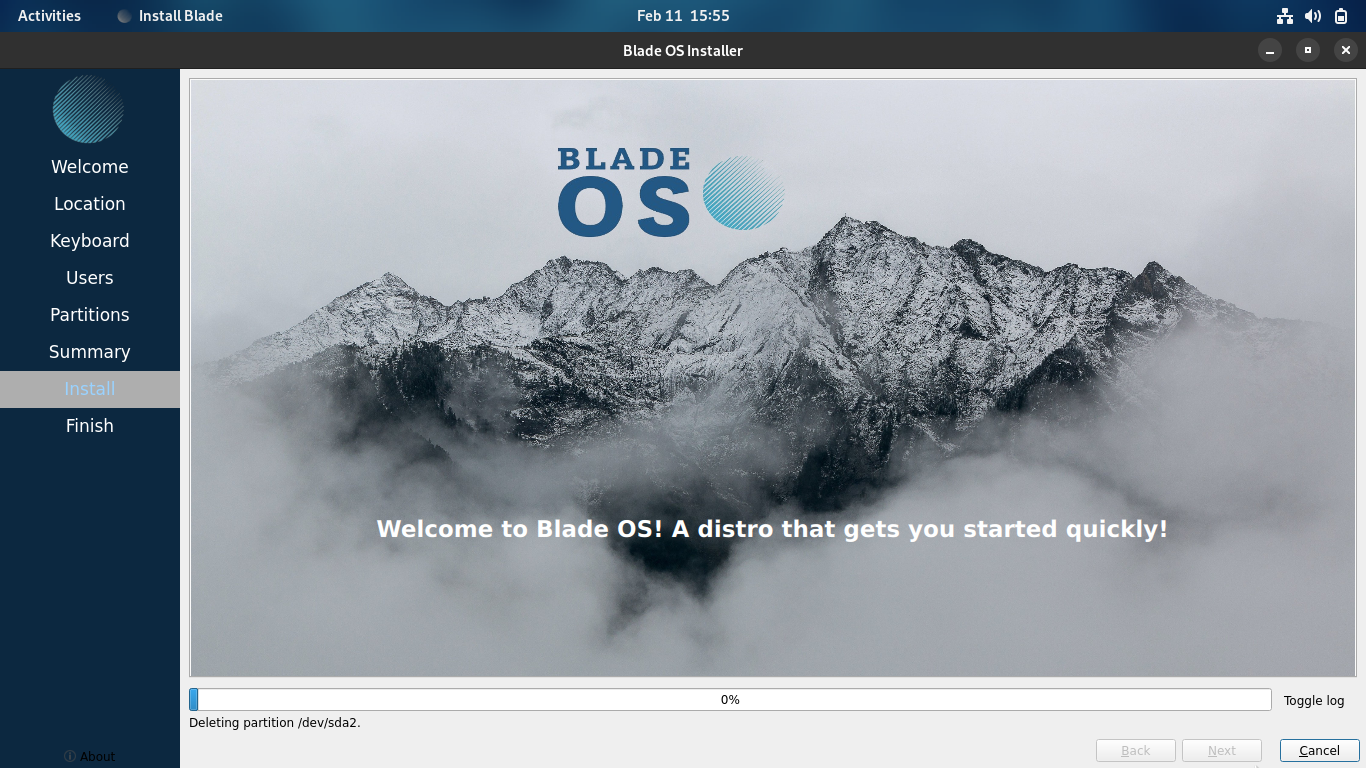 Activities
Install Blade
Feb 11 15:55
Blade OS Installer
Welcome
Location
Keyboard
Users
Partitions
Summary
Install
Finish
About
BLADE
OS
Welcome to Blade OS! A distro that gets you started quickly!
0%
Toggle log
Deleting partition /dev/sda2.
Back
Next
Cancel